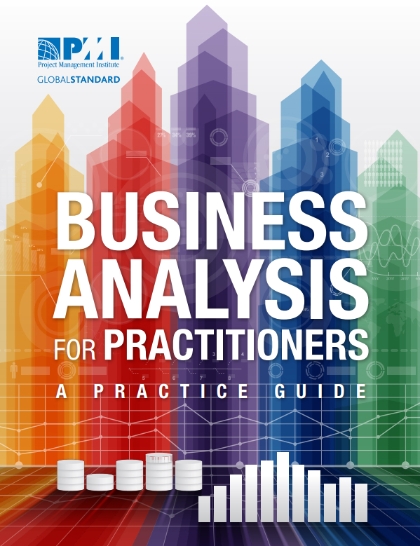 PMI
Project Management Institute
GLOBALSTANDARD
BUSINESS
ANALYSIS
FOR PRACTITIONERS
A PRACTICE GUIDE